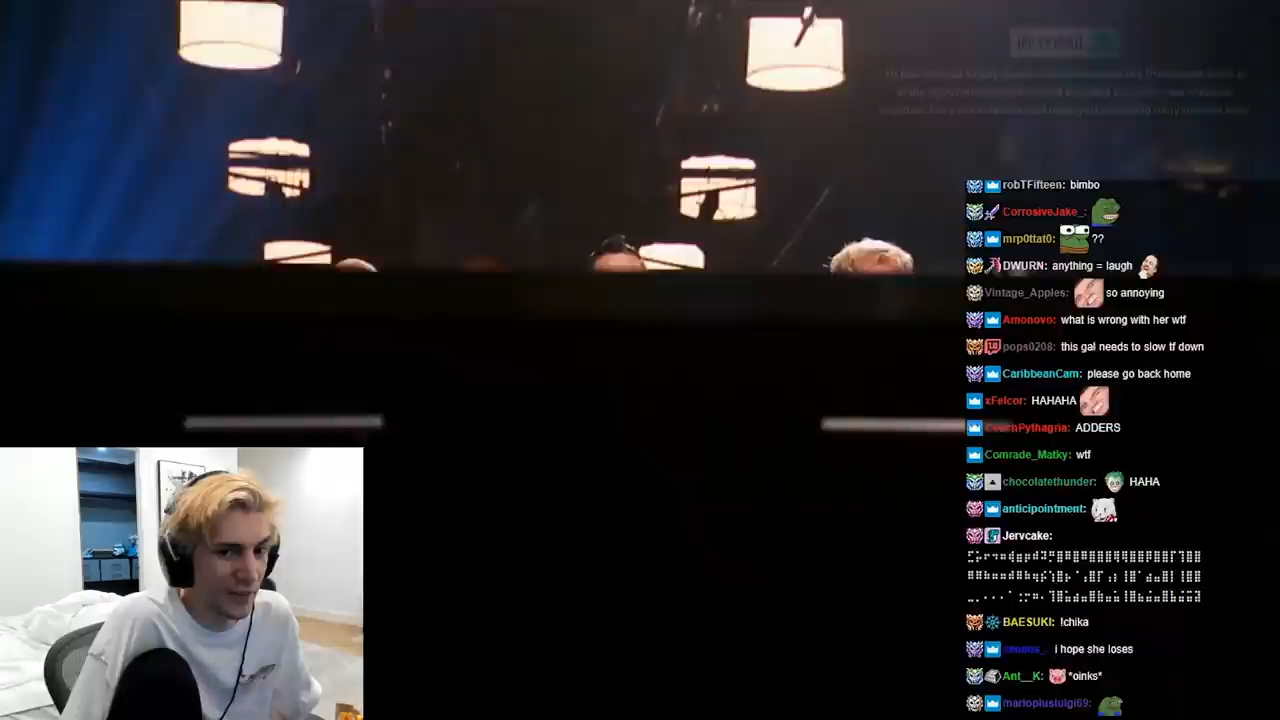 robTFifteen: bimbo
CorrosiveJake_:
mrp0ttat0: ??
DWURN: anything = laugh
Vintage_Apples: so annoying
Amonovo: what is wrong with her wtf
pops0208: this gal needs to slow tf down
CaribbeanCam: please go back home
xFelcor: HAHAHA
ADDERS
Comrade_Matky: wtf
chocolatethunder: HAHA
anticipointment:
Jervcake:
BAESUKI: !chika
i hope she loses
Ant__K: *oinks*
mariopiusluigi69: